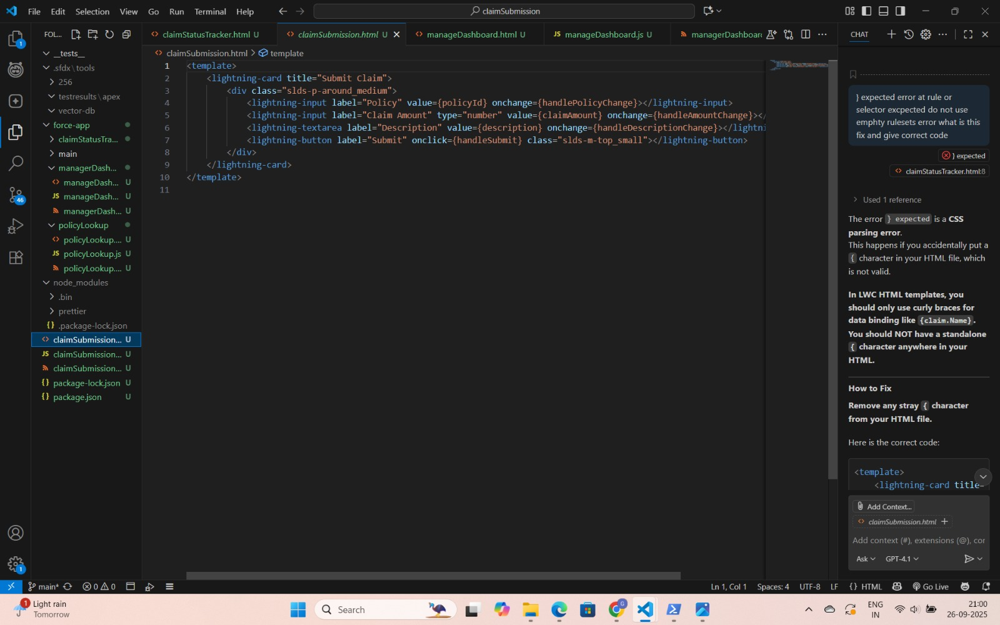 File Edit Selection View Go Run Terminal Help
claimSubmission
FOL...
claimStatusTracker.html U
claimSubmission.html U
manageDashboard.html U
JS manageDashboard.js U
managerDashboar
CHAT
1
__tests__
.sfdx \ tools
256
testresults \ apex
vector-db
force-app
claimStatusTra...
main
managerDash...
manageDash... U
JS manageDash... U
managerDash... U
policyLookup
policyLookup.... U
JS policyLookup.js U
policyLookup.... U
node_modules
.bin
prettier
{} .package-lock.json
claimSubmission... U
JS claimSubmission... U
claimSubmission... U
{} package-lock.json U
{} package.json U
46
1
claimSubmission.html > template
1 <template>
2 <lightning-card title="Submit Claim">
3 <div class="slds-p-around_medium">
4 <lightning-input label="Policy" value={policyId} onchange={handlePolicyChange}></lightning-input>
5 <lightning-input label="Claim Amount" type="number" value={claimAmount} onchange={handleAmountChange}></
6 <lightning-textarea label="Description" value={description} onchange={handleDescriptionChange}></lightni
7 <lightning-button label="Submit" onclick={handleSubmit} class="slds-m-top_small"></lightning-button>
8 </div>
9 </lightning-card>
10 </template>
11
} expected error at rule or
selector excpected do not use
emphty rulesets error what is this
fix and give correct code
} expected
claimStatusTracker.html:8
Used 1 reference
The error } expected is a CSS
parsing error.
This happens if you accidentally put a
{ character in your HTML file, which
is not valid.
In LWC HTML templates, you
should only use curly braces for
data binding like {claim.Name}.
You should NOT have a standalone
{ character anywhere in your
HTML.
How to Fix
Remove any stray { character
from your HTML file.
Here is the correct code:
<template>
<lightning-card title=
Add Context...
claimSubmission.html
Add context (#), extensions (@), cor
Ask GPT-4.1
main* 0 0
Ln 1, Col 1 Spaces: 4 UTF-8 LF {} HTML Go Live
1 Light rain
Tomorrow
Search
G
ENG
IN
21:00
26-09-2025